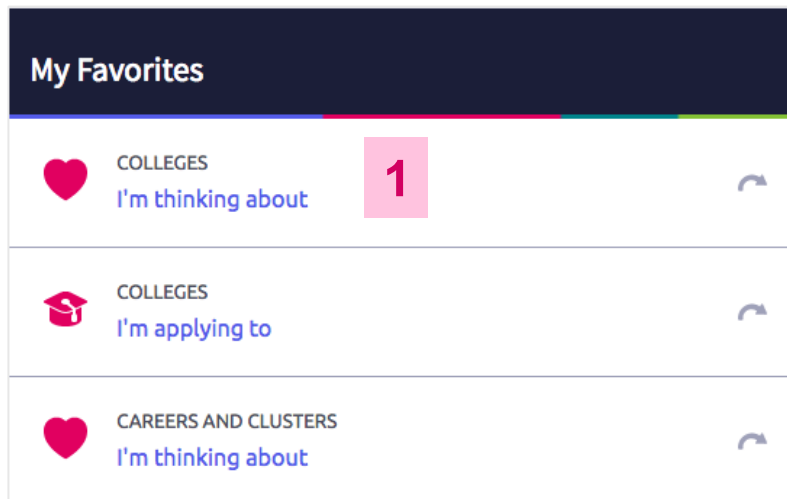 My Favorites
COLLEGES
I'm thinking about
1
COLLEGES
I'm applying to
CAREERS AND CLUSTERS
I'm thinking about